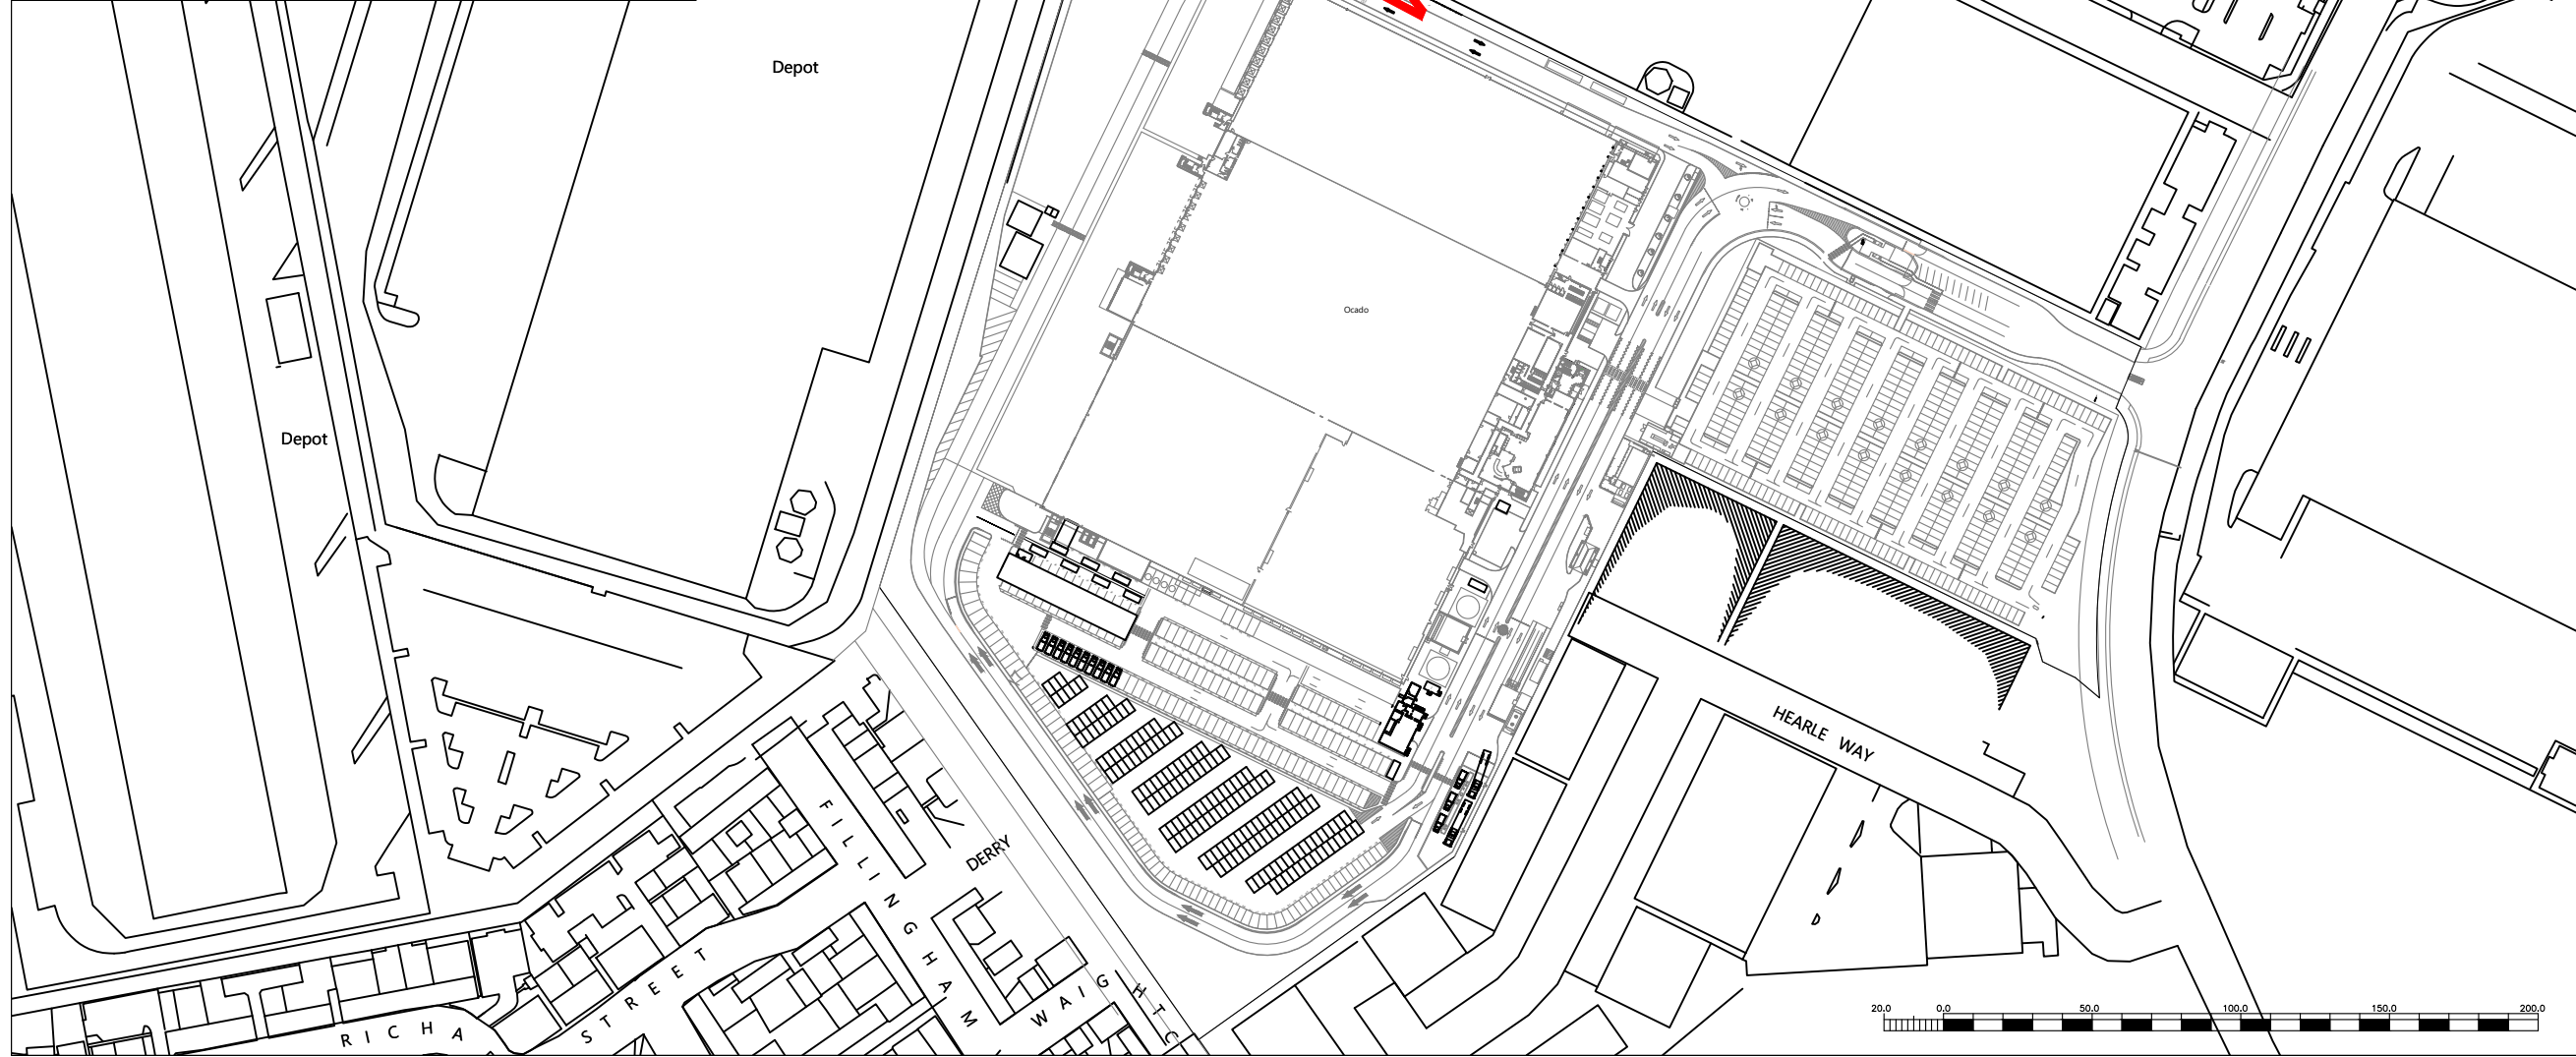 Depot
Ocado
Depot
HEARLE WAY
DERRY
FILLINGHAM
STREET
WAIGHTC
RICHA
20.0 0.0 50.0 100.0 150.0 200.0